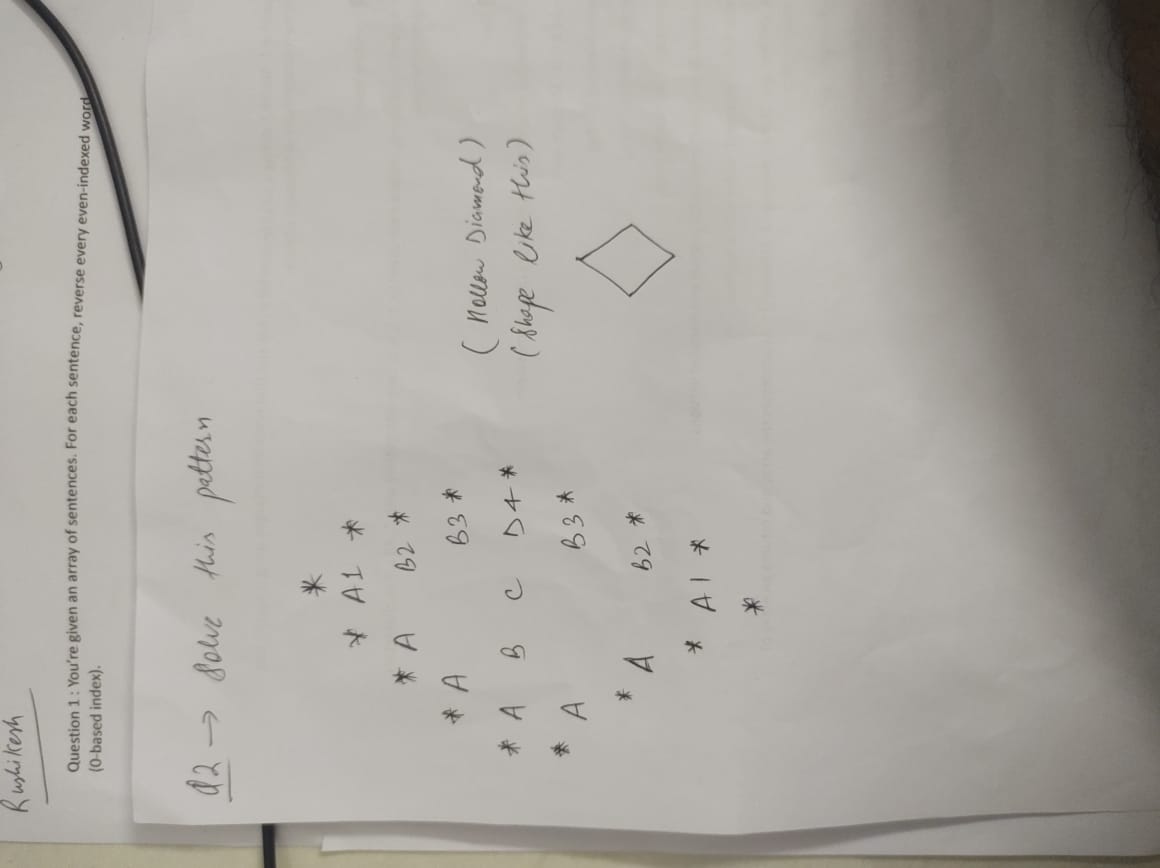 Rushikesh
Question 1 : You're given an array of sentences. For each sentence, reverse every even-indexed word
(0-based index).
Q2 → Solve this pattern
*
* A1 *
* A B2 *
* A B3 *
* A B C D4 *
* A B3 *
* A B2 *
* A1 *
*
(Hollow Diamond)
(Shape like this)